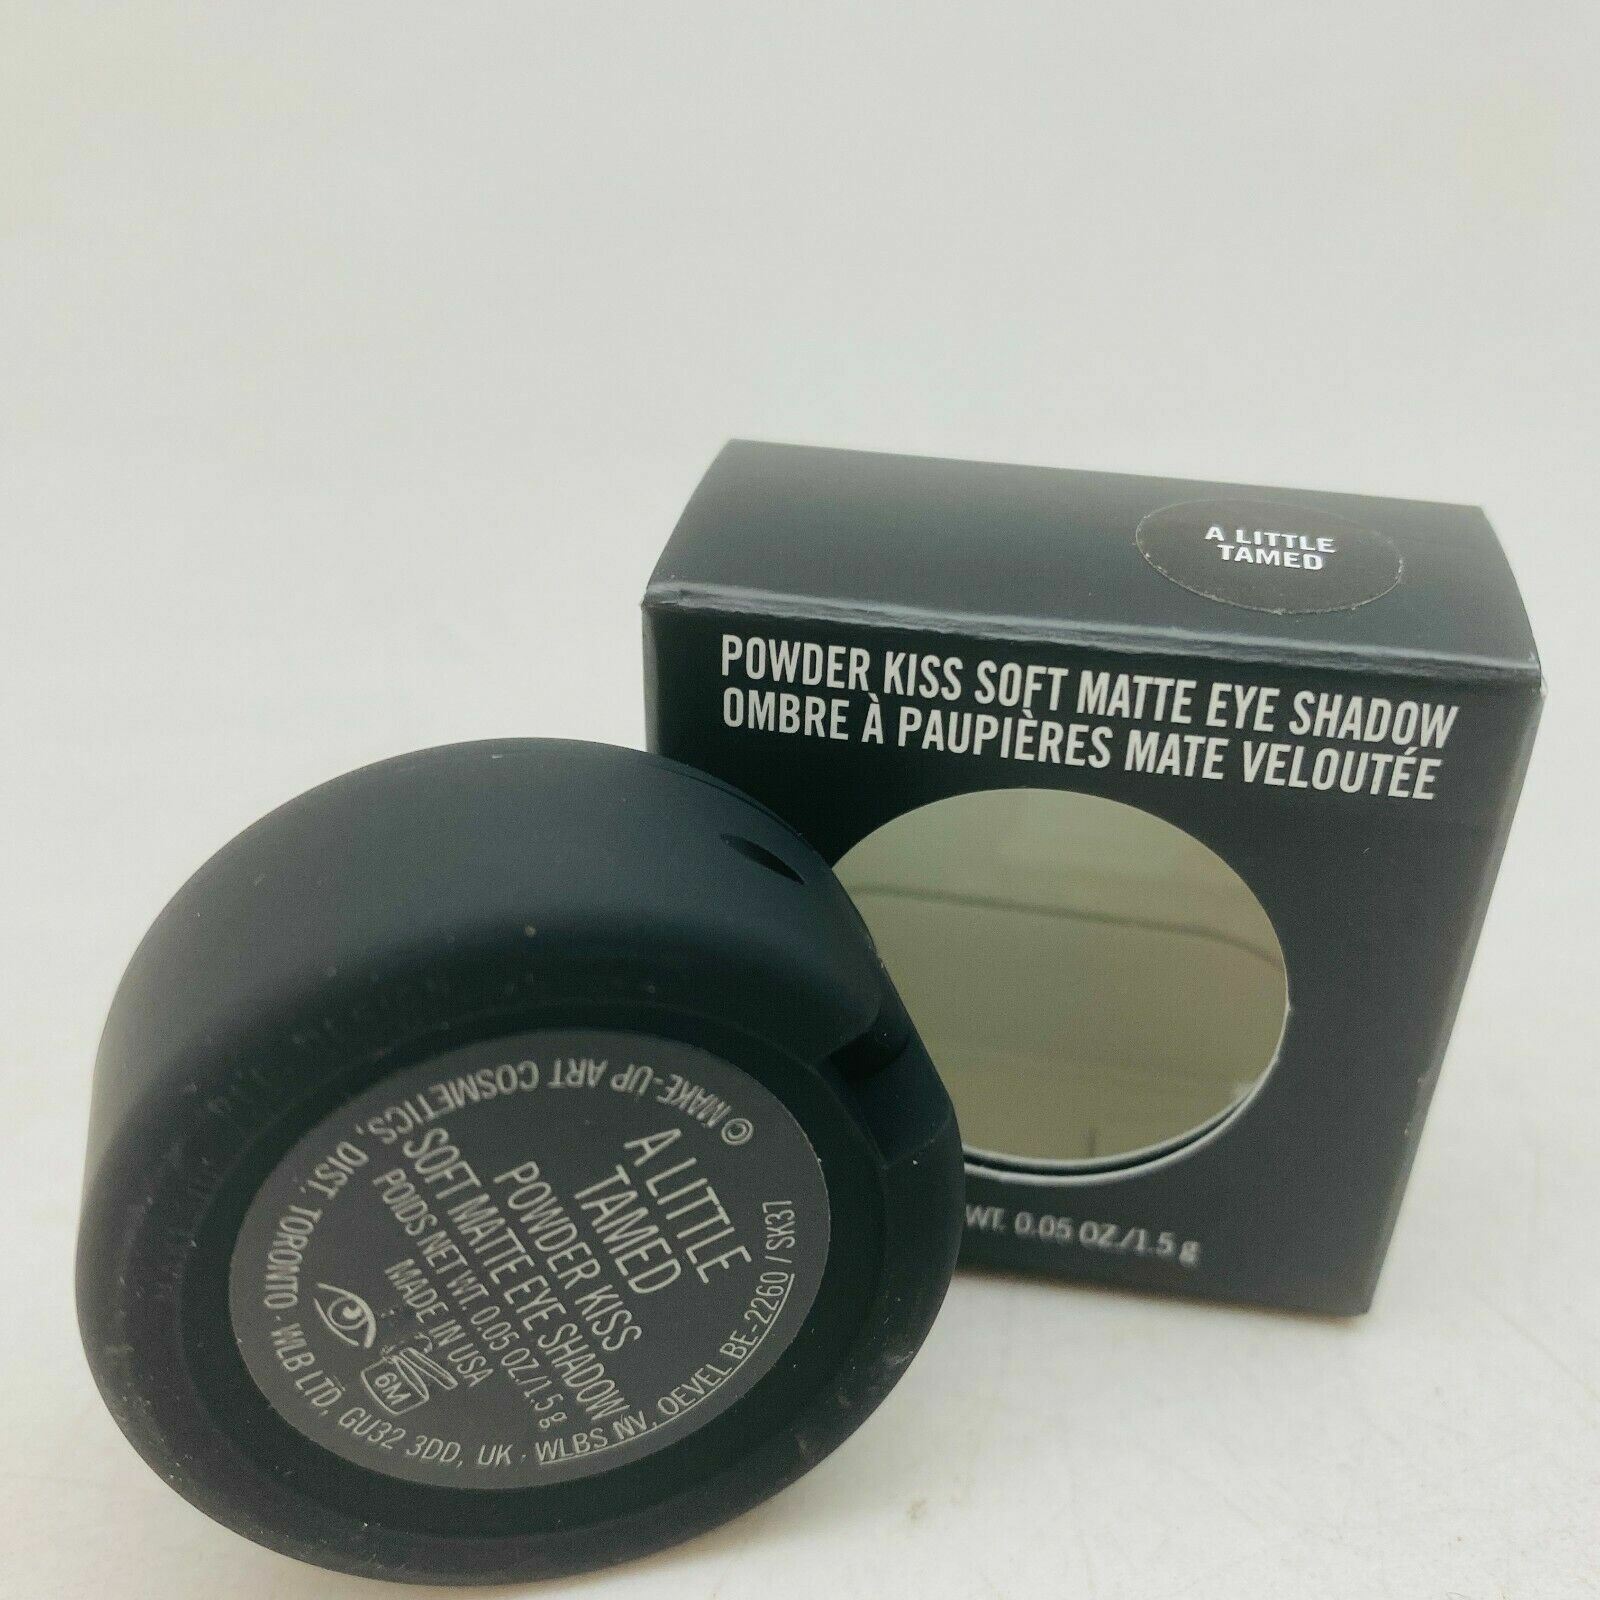 A LITTLE
TAMED
POWDER KISS SOFT MATTE EYE SHADOW
OMBRE À PAUPIÈRES MATE VELOUTÉE
WT. 0.05 OZ./1.5 g
© MAKE-UP ART COSMETICS, DIST. TORONTO · WLB LTD, GU32 3DD, UK · WLBS NV, OEVEL BE-2260 / SK37
A LITTLE
TAMED
POWDER KISS
SOFT MATTE EYE SHADOW
POIDS NET WT. 0.05 OZ./1.5 g
MADE IN USA
6M